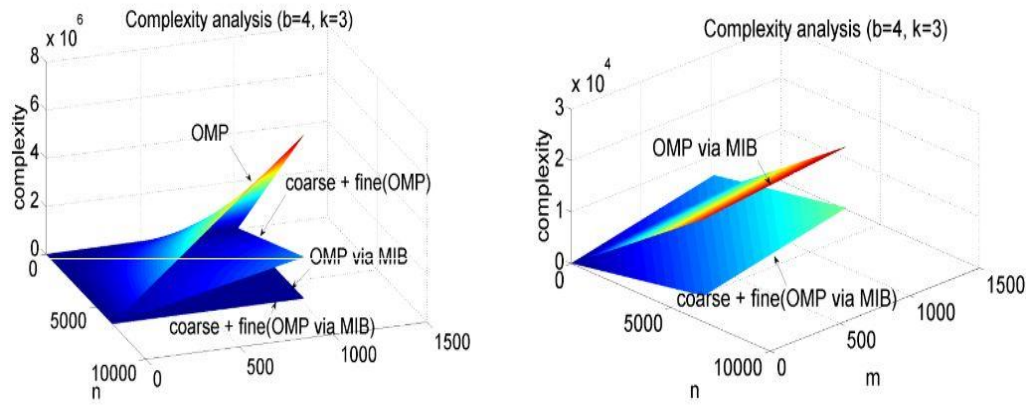 Complexity analysis (b=4, k=3)
x 10 6
8
6
4
2
0
complexity
OMP
coarse + fine(OMP)
OMP via MIB
coarse + fine(OMP via MIB)
0
5000
10000
n
0
500
1000
1500
Complexity analysis (b=4, k=3)
x 10 4
3
2
1
0
complexity
OMP via MIB
coarse + fine(OMP via MIB)
0
5000
10000
n
0
500
1000
1500
m